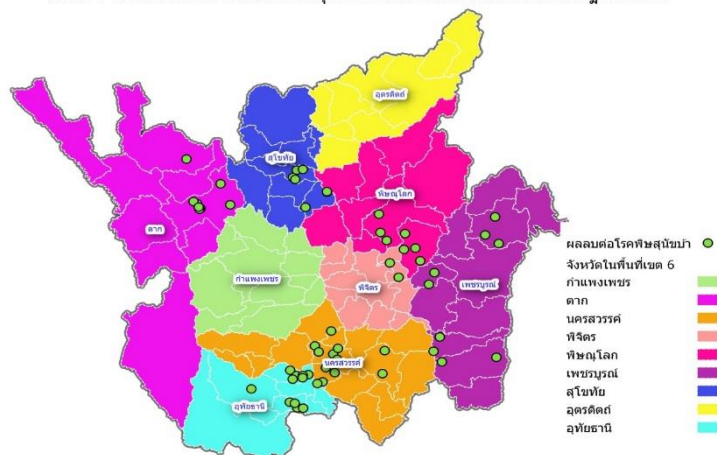 อุตรดิตถ์
สุโขทัย
พิษณุโลก
ตาก
กำแพงเพชร
พิจิตร
เพชรบูรณ์
นครสวรรค์
อุทัยธานี
ผลลบต่อโรคพิษสุนัขบ้า
จังหวัดในพื้นที่เขต 6
กำแพงเพชร
ตาก
นครสวรรค์
พิจิตร
พิษณุโลก
เพชรบูรณ์
สุโขทัย
อุตรดิตถ์
อุทัยธานี